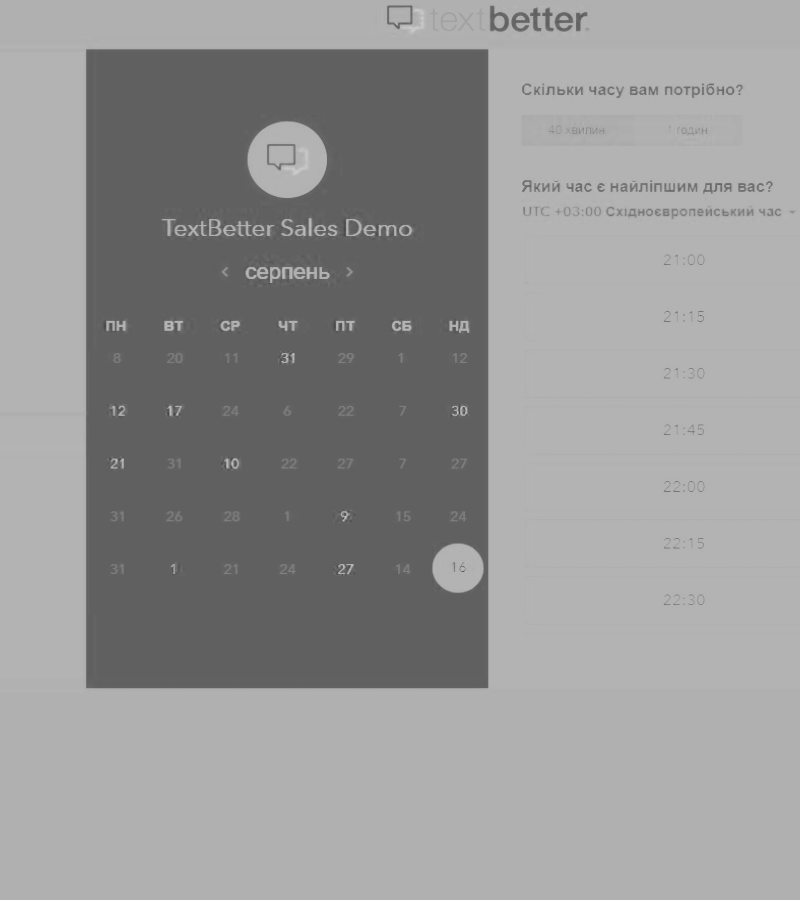 textbetter.
TextBetter Sales Demo
< серпень >
ПН ВТ СР ЧТ ПТ СБ НД
8 20 11 31 29 1 12
12 17 24 6 22 7 30
21 31 10 22 27 7 27
31 26 28 1 9 15 24
31 1 21 24 27 14 16
Скільки часу вам потрібно?
40 хвилин 1 годин
Який час є найліпшим для вас?
UTC +03:00 Східноєвропейський час
21:00
21:15
21:30
21:45
22:00
22:15
22:30